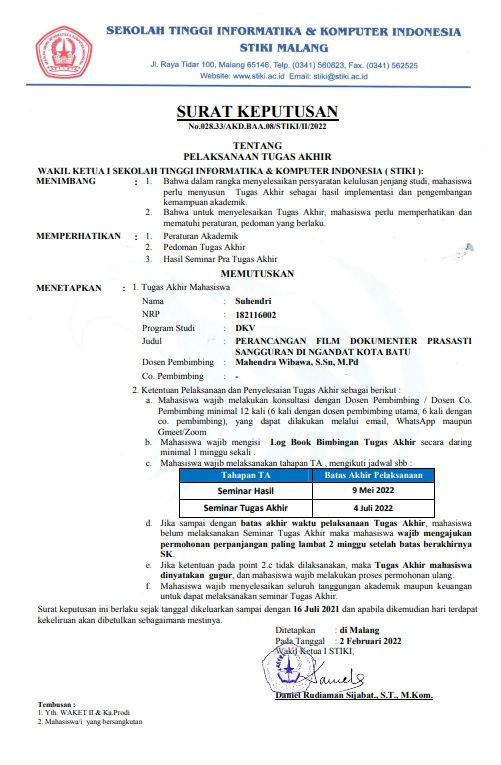 SEKOLAH TINGGI INFORMATIKA & KOMPUTER INDONESIA
STIKI MALANG
Jl. Raya Tidar 100, Malang 65146, Telp. (0341) 560823, Fax. (0341) 562525
Website: www.stiki.ac.id Email: stiki@stiki.ac.id
SURAT KEPUTUSAN
No.028.33/AKD.BAA.08/STIKI/II/2022
TENTANG
PELAKSANAAN TUGAS AKHIR
WAKIL KETUA I SEKOLAH TINGGI INFORMATIKA & KOMPUTER INDONESIA ( STIKI ):
MENIMBANG : 1. Bahwa dalam rangka menyelesaikan persyaratan kelulusan jenjang studi, mahasiswa
perlu menyusun Tugas Akhir sebagai hasil implementasi dan pengembangan
kemampuan akademik.
2. Bahwa untuk menyelesaikan Tugas Akhir, mahasiswa perlu memperhatikan dan
mematuhi peraturan, pedoman yang berlaku.
MEMPERHATIKAN : 1. Peraturan Akademik
2. Pedoman Tugas Akhir
3. Hasil Seminar Pra Tugas Akhir
MEMUTUSKAN
MENETAPKAN : 1. Tugas Akhir Mahasiswa
Nama : Suhendri
NRP : 182116002
Program Studi : DKV
Judul : PERANCANGAN FILM DOKUMENTER PRASASTI
SANGGURAN DI NGANDAT KOTA BATU
Dosen Pembimbing : Mahendra Wibawa, S.Sn, M.Pd
Co. Pembimbing : -
2. Ketentuan Pelaksanaan dan Penyelesaian Tugas Akhir sebagai berikut :
a. Mahasiswa wajib melakukan konsultasi dengan Dosen Pembimbing / Dosen Co.
Pembimbing minimal 12 kali (6 kali dengan dosen pembimbing utama, 6 kali dengan
co. pembimbing), yang dapat dilakukan melalui email, WhatsApp maupun
Gmeet/Zoom
b. Mahasiswa wajib mengisi Log Book Bimbingan Tugas Akhir secara daring
minimal 1 minggu sekali .
c. Mahasiswa wajib melaksanakan tahapan TA , mengikuti jadwal sbb :
Tahapan TA Batas Akhir Pelaksanaan
Seminar Hasil 9 Mei 2022
Seminar Tugas Akhir 4 Juli 2022
d. Jika sampai dengan batas akhir waktu pelaksanaan Tugas Akhir, mahasiswa
belum melaksanakan Seminar Tugas Akhir maka mahasiswa wajib mengajukan
permohonan perpanjangan paling lambat 2 minggu setelah batas berakhirnya
SK.
e. Jika ketentuan pada point 2.c tidak dilaksanakan, maka Tugas Akhir mahasiswa
dinyatakan gugur, dan mahasiswa wajib melakukan proses permohonan ulang.
f. Mahasiswa wajib menyelesaikan seluruh tanggungan akademik maupun keuangan
untuk dapat melaksanakan seminar Tugas Akhir.
Surat keputusan ini berlaku sejak tanggal dikeluarkan sampai dengan 16 Juli 2021 dan apabila dikemudian hari terdapat
kekeliruan akan dibetulkan sebagaimana mestinya.
Ditetapkan : di Malang
Pada Tanggal : 2 Februari 2022
Wakil Ketua I STIKI,
Daniel Rudiaman Sijabat., S.T., M.Kom.
Tembusan :
1. Yth. WAKET II & Ka.Prodi
2. Mahasiswa/i yang bersangkutan